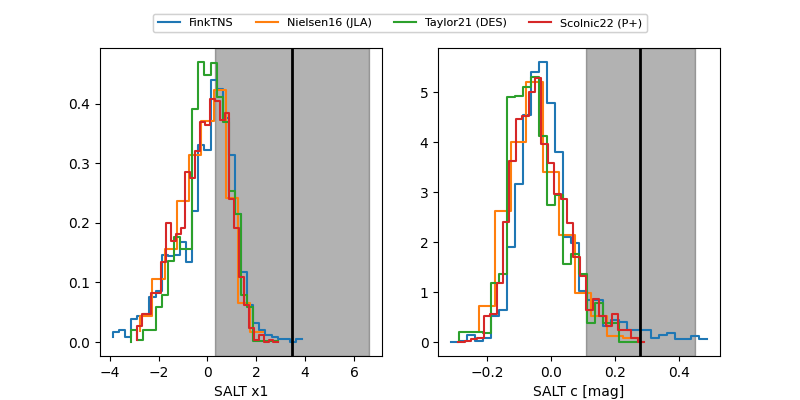 FinkTNS Nielsen16 (JLA) Taylor21 (DES) Scolnic22 (P+)
0.4
0.3
0.2
0.1
0.0
−4 −2 0 2 4 6
SALT x1
5
4
3
2
1
0
−0.2 0.0 0.2 0.4
SALT c [mag]